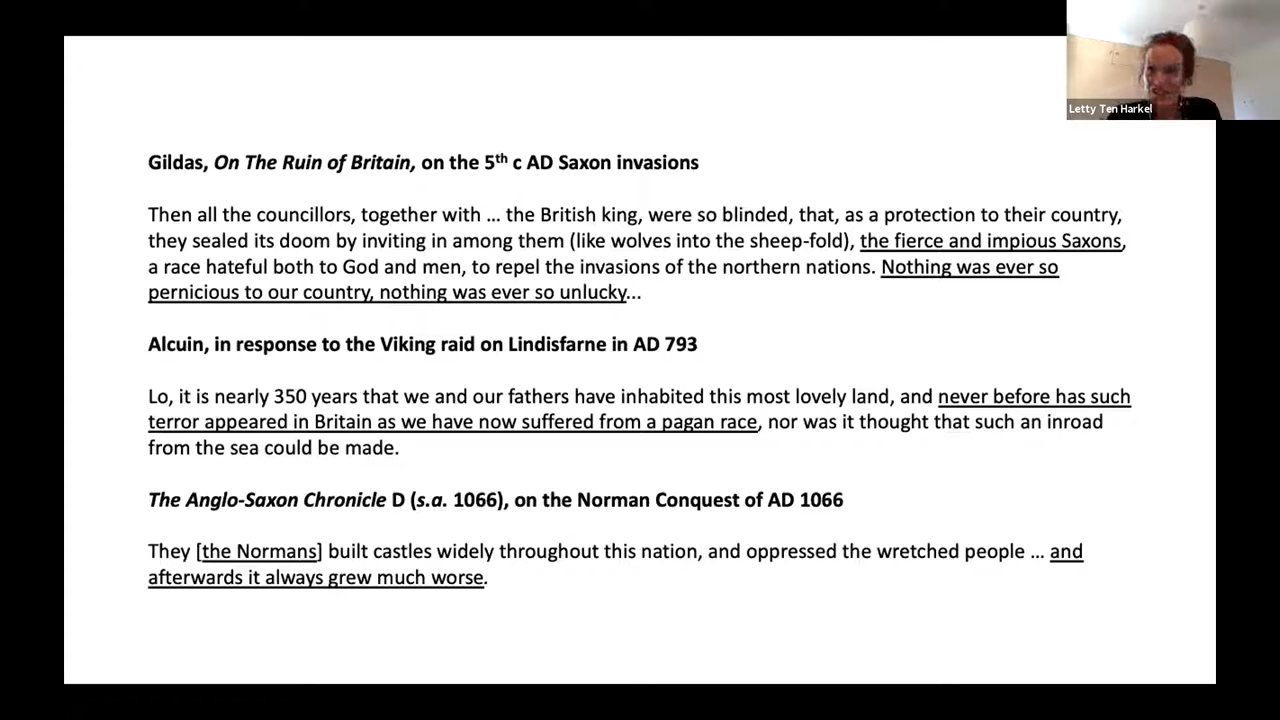 Letty Ten Harkel
Gildas, On The Ruin of Britain, on the 5th c AD Saxon invasions
Then all the councillors, together with … the British king, were so blinded, that, as a protection to their country,
they sealed its doom by inviting in among them (like wolves into the sheep-fold), the fierce and impious Saxons,
a race hateful both to God and men, to repel the invasions of the northern nations. Nothing was ever so
pernicious to our country, nothing was ever so unlucky…
Alcuin, in response to the Viking raid on Lindisfarne in AD 793
Lo, it is nearly 350 years that we and our fathers have inhabited this most lovely land, and never before has such
terror appeared in Britain as we have now suffered from a pagan race, nor was it thought that such an inroad
from the sea could be made.
The Anglo-Saxon Chronicle D (s.a. 1066), on the Norman Conquest of AD 1066
They [the Normans] built castles widely throughout this nation, and oppressed the wretched people … and
afterwards it always grew much worse.